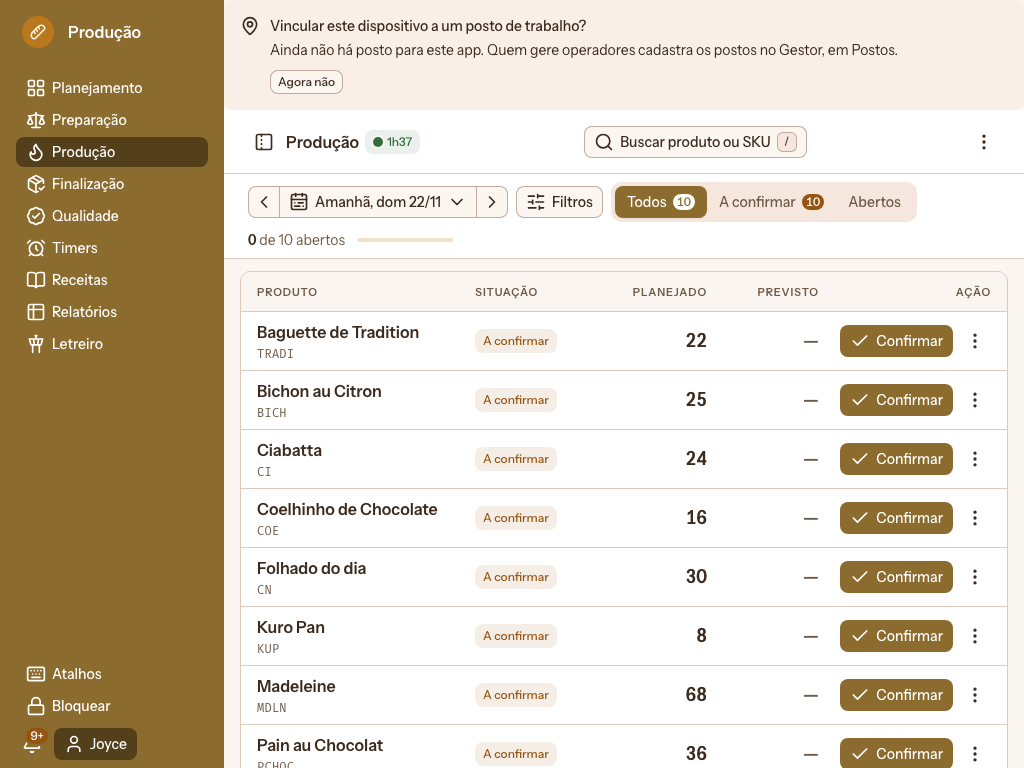 Produção
Planejamento
Preparação
Produção
Finalização
Qualidade
Timers
Receitas
Relatórios
Letreiro
Atalhos
Bloquear
9+
Joyce
Vincular este dispositivo a um posto de trabalho?
Ainda não há posto para este app. Quem gere operadores cadastra os postos no Gestor, em Postos.
Agora não
Produção 1h37 Buscar produto ou SKU /
Amanhã, dom 22/11 Filtros Todos 10 A confirmar 10 Abertos
0 de 10 abertos
PRODUTO SITUAÇÃO PLANEJADO PREVISTO AÇÃO
Baguette de Tradition
TRADI
A confirmar 22 — Confirmar
Bichon au Citron
BICH
A confirmar 25 — Confirmar
Ciabatta
CI
A confirmar 24 — Confirmar
Coelhinho de Chocolate
COE
A confirmar 16 — Confirmar
Folhado do dia
CN
A confirmar 30 — Confirmar
Kuro Pan
KUP
A confirmar 8 — Confirmar
Madeleine
MDLN
A confirmar 68 — Confirmar
Pain au Chocolat
PCHOC
A confirmar 36 — Confirmar